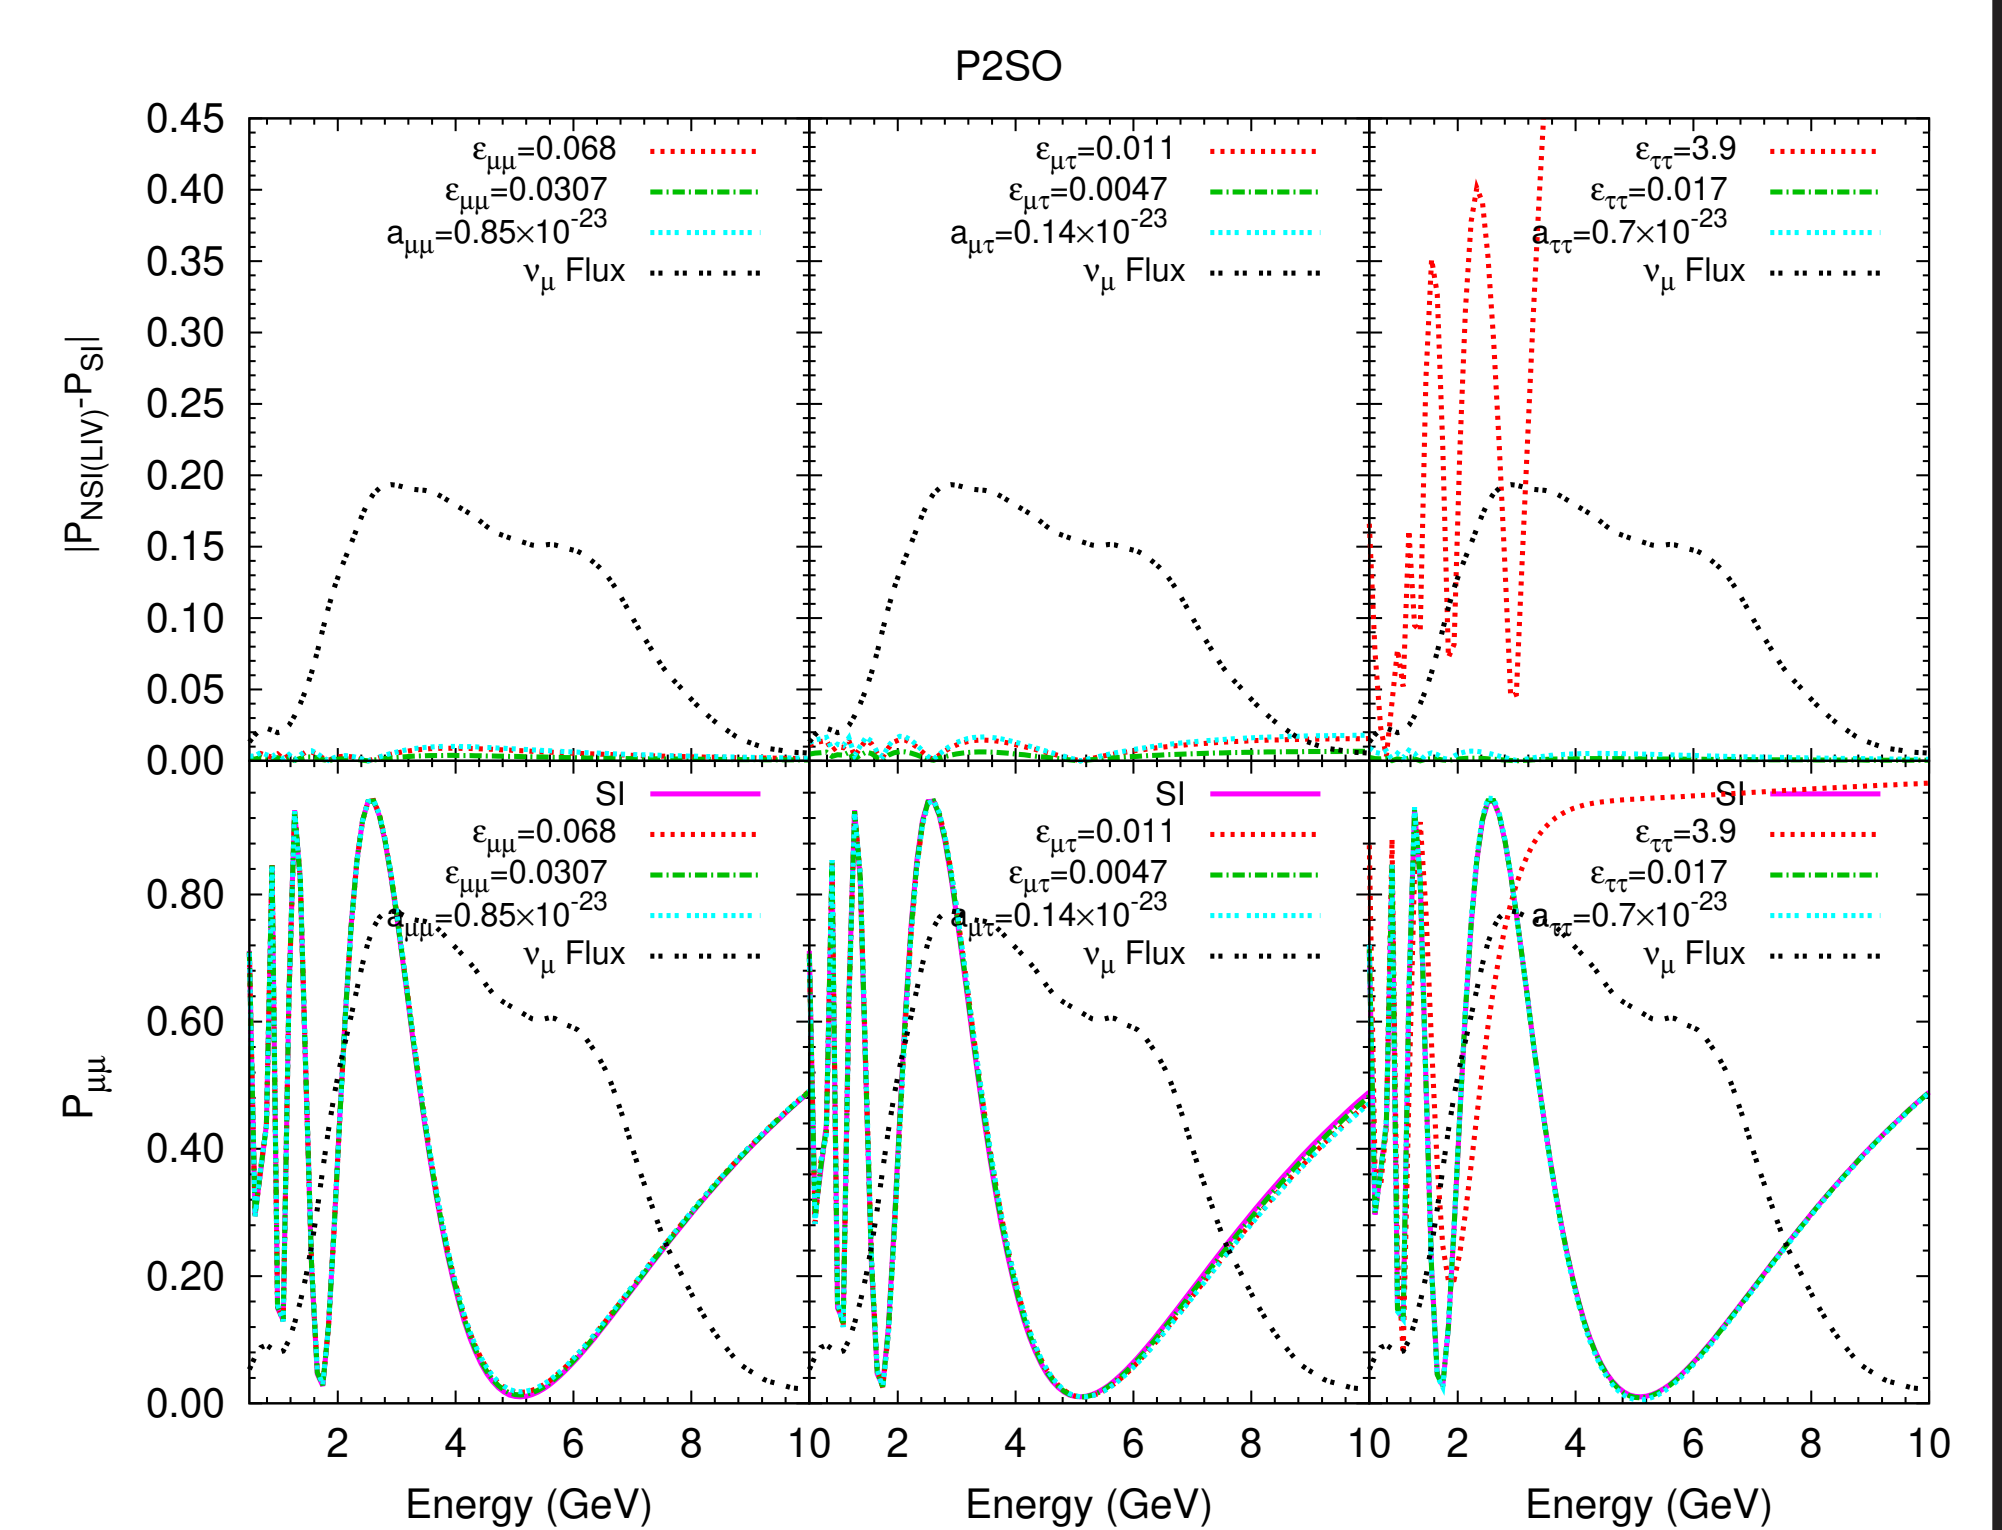 P2SO
|P_NSI(LIV)-P_SI|
0.45
0.40
0.35
0.30
0.25
0.20
0.15
0.10
0.05
0.00
ε_μμ=0.068
ε_μμ=0.0307
a_μμ=0.85×10^-23
ν_μ Flux
ε_μτ=0.011
ε_μτ=0.0047
a_μτ=0.14×10^-23
ν_μ Flux
ε_ττ=3.9
ε_ττ=0.017
a_ττ=0.7×10^-23
ν_μ Flux
P_μμ
0.80
0.60
0.40
0.20
0.00
SI
ε_μμ=0.068
ε_μμ=0.0307
a_μμ=0.85×10^-23
ν_μ Flux
SI
ε_μτ=0.011
ε_μτ=0.0047
a_μτ=0.14×10^-23
ν_μ Flux
SI
ε_ττ=3.9
ε_ττ=0.017
a_ττ=0.7×10^-23
ν_μ Flux
2 4 6 8 10 2 4 6 8 10 2 4 6 8 10
Energy (GeV) Energy (GeV) Energy (GeV)